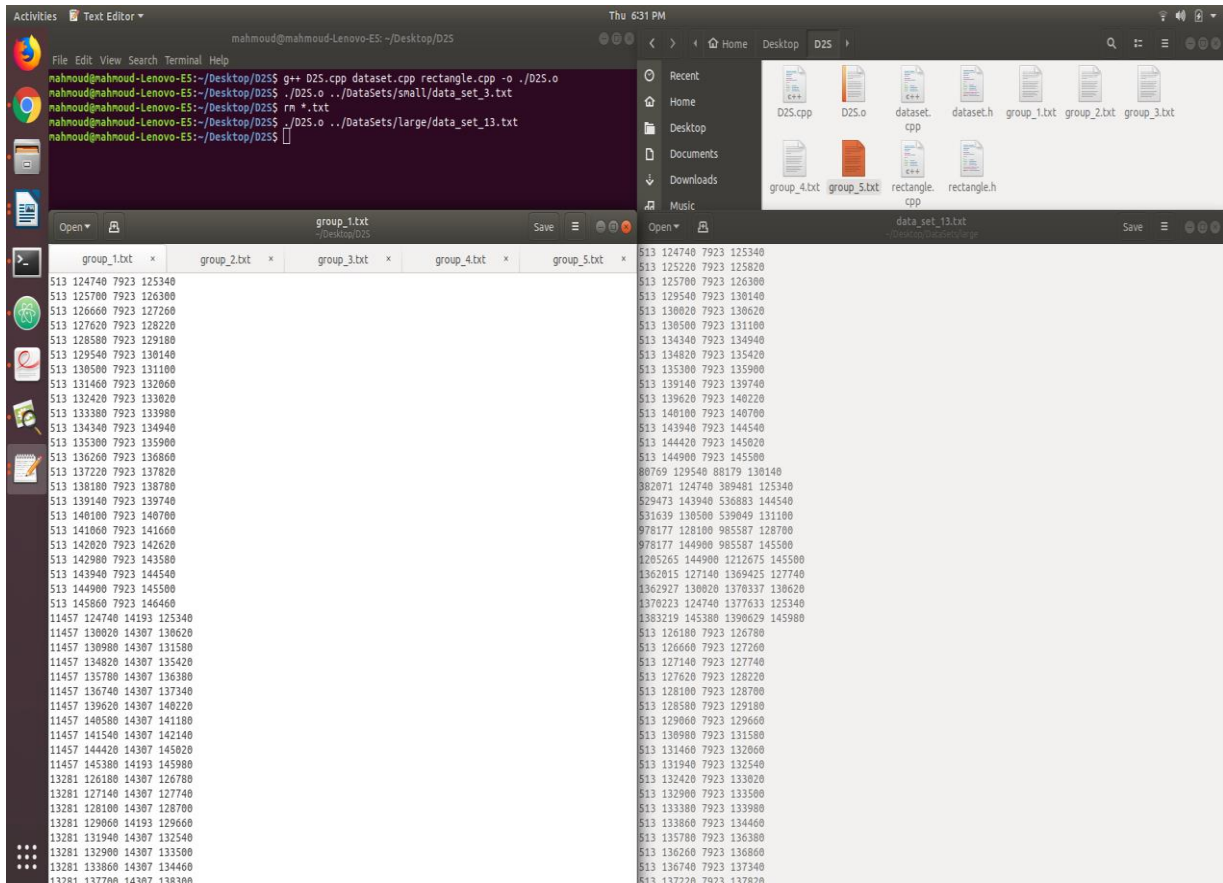 Activities Text Editor Thu 6:31 PM
mahmoud@mahmoud-Lenovo-E5: ~/Desktop/D2S
File Edit View Search Terminal Help
mahmoud@mahmoud-Lenovo-E5:~/Desktop/D2S$ g++ D2S.cpp dataset.cpp rectangle.cpp -o ./D2S.o
mahmoud@mahmoud-Lenovo-E5:~/Desktop/D2S$ ./D2S.o ../DataSets/small/data_set_3.txt
mahmoud@mahmoud-Lenovo-E5:~/Desktop/D2S$ rm *.txt
mahmoud@mahmoud-Lenovo-E5:~/Desktop/D2S$ ./D2S.o ../DataSets/large/data_set_13.txt
mahmoud@mahmoud-Lenovo-E5:~/Desktop/D2S$
Home Desktop D2S
Recent
Home
Desktop
Documents
Downloads
Music
D2S.cpp D2S.o dataset.cpp dataset.h group_1.txt group_2.txt group_3.txt
group_4.txt group_5.txt rectangle.cpp rectangle.h
Open group_1.txt Save
~/Desktop/D2S
group_1.txt × group_2.txt × group_3.txt × group_4.txt × group_5.txt ×
513 124740 7923 125340
513 125700 7923 126300
513 126660 7923 127260
513 127620 7923 128220
513 128580 7923 129180
513 129540 7923 130140
513 130500 7923 131100
513 131460 7923 132060
513 132420 7923 133020
513 133380 7923 133980
513 134340 7923 134940
513 135300 7923 135900
513 136260 7923 136860
513 137220 7923 137820
513 138180 7923 138780
513 139140 7923 139740
513 140100 7923 140700
513 141060 7923 141660
513 142020 7923 142620
513 142980 7923 143580
513 143940 7923 144540
513 144900 7923 145500
513 145860 7923 146460
11457 124740 14193 125340
11457 130020 14307 130620
11457 130980 14307 131580
11457 134820 14307 135420
11457 135780 14307 136380
11457 136740 14307 137340
11457 139620 14307 140220
11457 140580 14307 141180
11457 141540 14307 142140
11457 144420 14307 145020
11457 145380 14193 145980
13281 126180 14307 126780
13281 127140 14307 127740
13281 128100 14307 128700
13281 129060 14193 129660
13281 131940 14307 132540
13281 132900 14307 133500
13281 133860 14307 134460
13281 137700 14307 138300
Open data_set_13.txt Save
~/Desktop/DataSets/large
513 124740 7923 125340
513 125220 7923 125820
513 125700 7923 126300
513 129540 7923 130140
513 130020 7923 130620
513 130500 7923 131100
513 134340 7923 134940
513 134820 7923 135420
513 135300 7923 135900
513 139140 7923 139740
513 139620 7923 140220
513 140100 7923 140700
513 143940 7923 144540
513 144420 7923 145020
513 144900 7923 145500
80769 129540 88179 130140
382071 124740 389481 125340
529473 143940 536883 144540
531639 130500 539049 131100
978177 128100 985587 128700
978177 144900 985587 145500
1205265 144900 1212675 145500
1362015 127140 1369425 127740
1362927 130020 1370337 130620
1370223 124740 1377633 125340
1383219 145380 1390629 145980
513 126180 7923 126780
513 126660 7923 127260
513 127140 7923 127740
513 127620 7923 128220
513 128100 7923 128700
513 128580 7923 129180
513 129060 7923 129660
513 130980 7923 131580
513 131460 7923 132060
513 131940 7923 132540
513 132420 7923 133020
513 132900 7923 133500
513 133380 7923 133980
513 133860 7923 134460
513 135780 7923 136380
513 136260 7923 136860
513 136740 7923 137340
513 137220 7923 137820